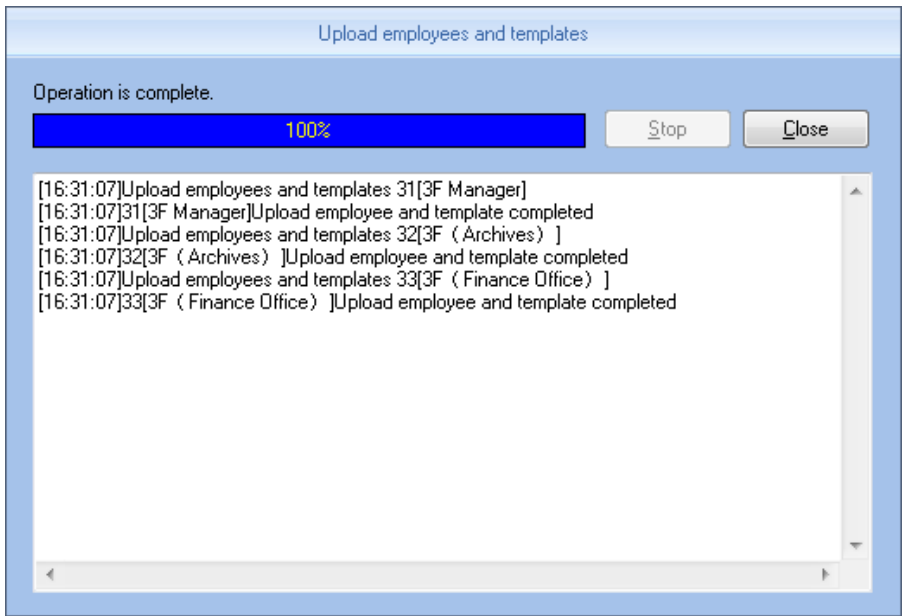 Upload employees and templates
Operation is complete.
100%
Stop
Close
[16:31:07]Upload employees and templates 31[3F Manager]
[16:31:07]31[3F Manager]Upload employee and template completed
[16:31:07]Upload employees and templates 32[3F（Archives）]
[16:31:07]32[3F（Archives）]Upload employee and template completed
[16:31:07]Upload employees and templates 33[3F（Finance Office）]
[16:31:07]33[3F（Finance Office）]Upload employee and template completed